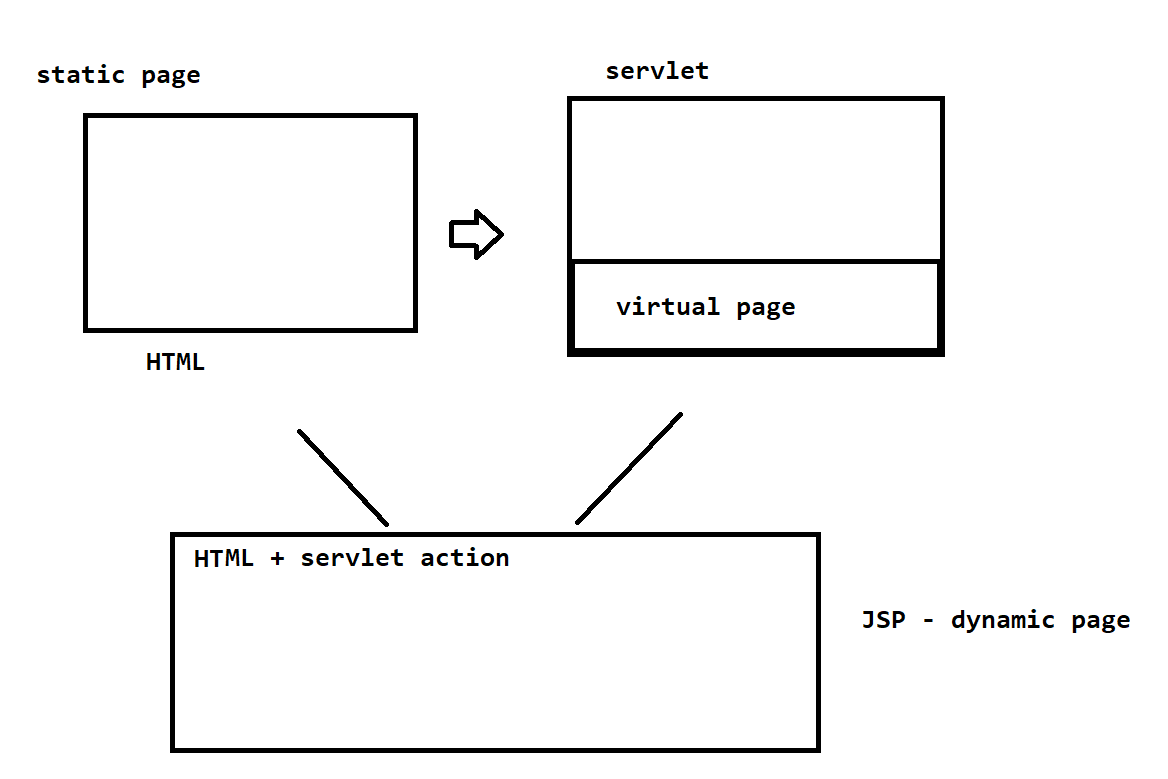 static page
servlet
virtual page
HTML
HTML + servlet action
JSP - dynamic page